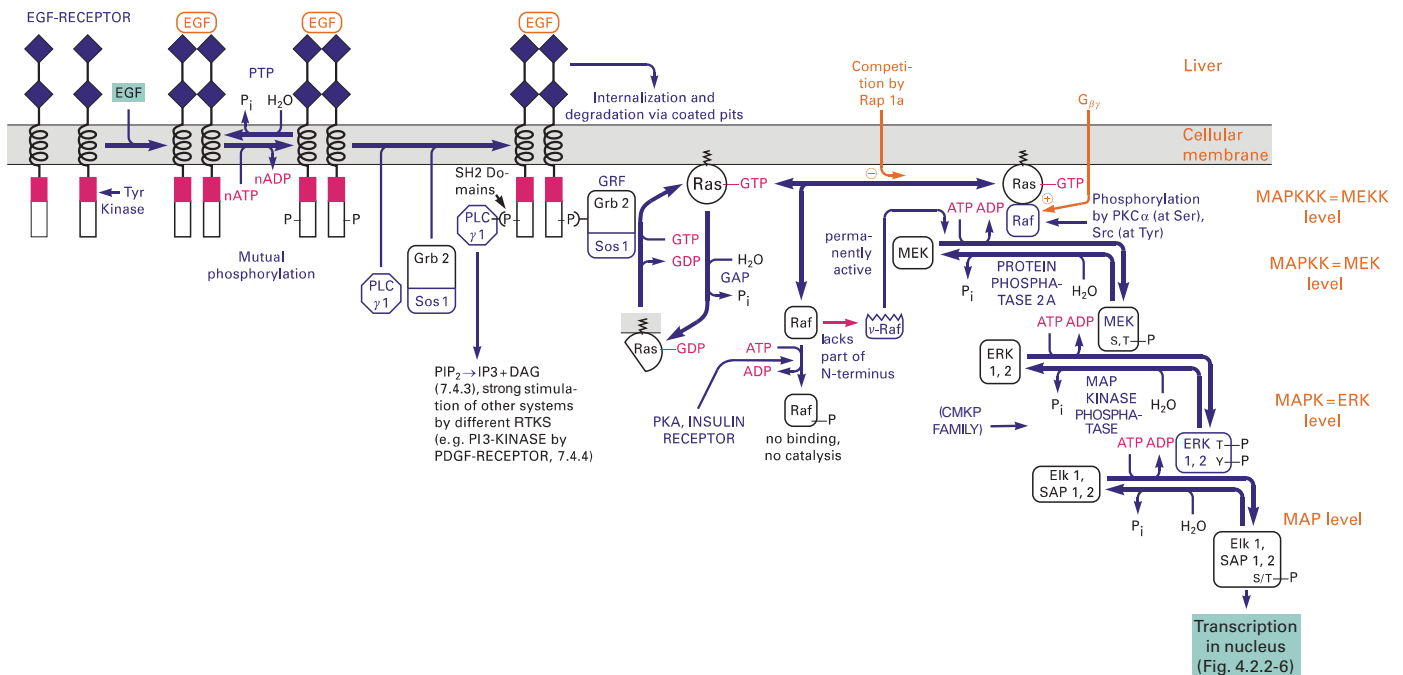 EGF-RECEPTOR
EGF
EGF
EGF
PTP
EGF
Pi
H2O
Internalization and
degradation via coated pits
Competi-
tion by
Rap 1a
Liver
Gβγ
Cellular
membrane
nADP
nATP
Tyr
Kinase
P
P
Mutual
phosphorylation
PLC
γ1
Grb 2
Sos 1
SH2 Do-
mains
PLC
γ1
P
P
GRF
Grb 2
Sos 1
Ras
GTP
GTP
GDP
H2O
GAP
Pi
Ras
GDP
PIP2→IP3+DAG
(7.4.3), strong stimula-
tion of other systems
by different RTKS
(e.g. PI3-KINASE by
PDGF-RECEPTOR, 7.4.4)
⊖
Ras
GTP
⊕
Raf
Phosphorylation
by PKCα (at Ser),
Src (at Tyr)
MAPKKK=MEKK
level
perma-
nently
active
ATP ADP
MEK
Pi
PROTEIN
PHOSPHA-
TASE 2A
H2O
MAPKK=MEK
level
Raf
v-Raf
lacks
part of
N-terminus
ATP
ADP
PKA, INSULIN
RECEPTOR
Raf
P
no binding,
no catalysis
ATP ADP
MEK
S,T P
ERK
1, 2
Pi
MAP
KINASE
PHOSPHA-
TASE
H2O
(CMKP
FAMILY)
MAPK=ERK
level
ATP ADP
ERK
1, 2
T P
Y P
Elk 1,
SAP 1, 2
Pi
H2O
MAP level
Elk 1,
SAP 1, 2
S/T P
Transcription
in nucleus
(Fig. 4.2.2-6)